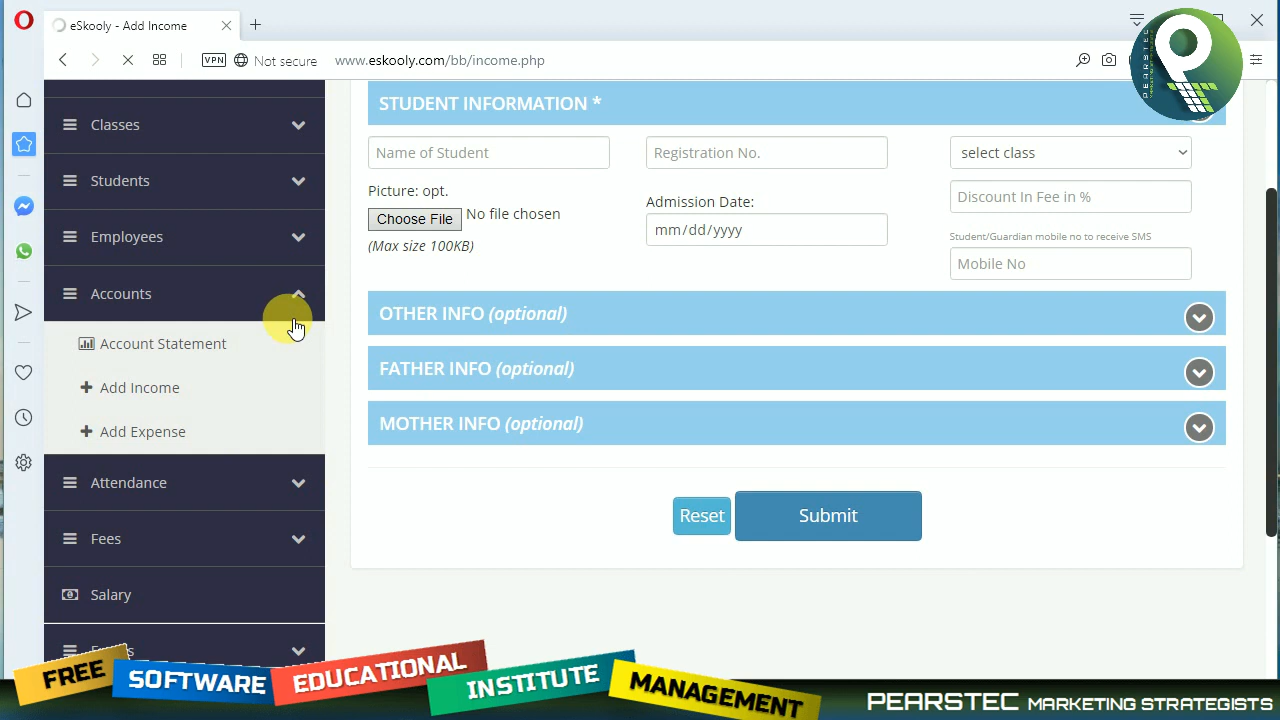 eSkooly - Add Income
VPN
Not secure
www.eskooly.com/bb/income.php
PEARSTEC
Classes
Students
Employees
Accounts
Account Statement
Add Income
Add Expense
Attendance
Fees
Salary
STUDENT INFORMATION *
Name of Student
Registration No.
select class
Picture: opt.
Choose File
No file chosen
(Max size 100KB)
Admission Date:
mm/dd/yyyy
Discount In Fee in %
Student/Guardian mobile no to receive SMS
Mobile No
OTHER INFO (optional)
FATHER INFO (optional)
MOTHER INFO (optional)
Reset
Submit
FREE SOFTWARE EDUCATIONAL INSTITUTE MANAGEMENT
PEARSTEC MARKETING STRATEGISTS